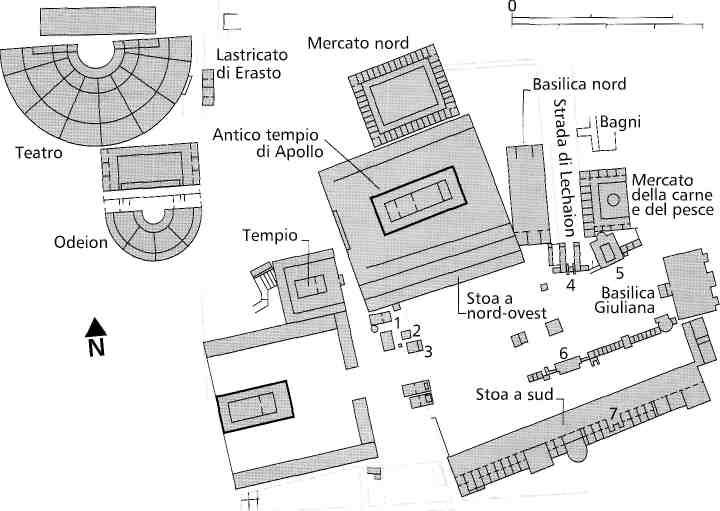 0
Lastricato
di Erasto
Mercato nord
Basilica nord
Strada di Lechaion
Bagni
Teatro
Antico tempio
di Apollo
Mercato
della carne
e del pesce
Odeion
Tempio
4
5
Stoa a
nord-ovest
Basilica
Giuliana
N
1
2
3
6
Stoa a sud
7